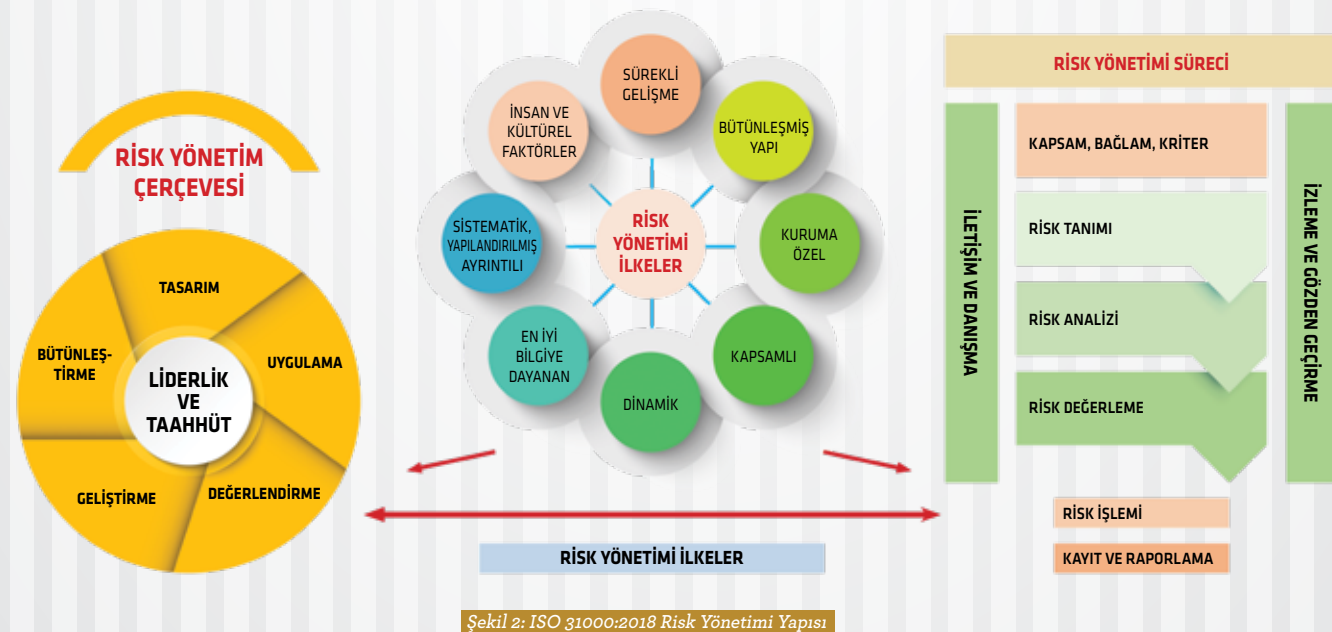 RİSK YÖNETİM
ÇERÇEVESİ
TASARIM
UYGULAMA
DEĞERLENDİRME
GELİŞTİRME
BÜTÜNLEŞ-
TİRME
LİDERLİK
VE
TAAHHÜT
SÜREKLİ
GELİŞME
BÜTÜNLEŞMİŞ
YAPI
KURUMA
ÖZEL
KAPSAMLI
DİNAMİK
EN İYİ
BİLGİYE
DAYANAN
SİSTEMATİK,
YAPILANDIRILMIŞ
AYRINTILI
İNSAN VE
KÜLTÜREL
FAKTÖRLER
RİSK
YÖNETİMİ
İLKELER
RİSK YÖNETİMİ İLKELER
RİSK YÖNETİMİ SÜRECİ
İLETİŞİM VE DANIŞMA
KAPSAM, BAĞLAM, KRİTER
RİSK TANIMI
RİSK ANALİZİ
RİSK DEĞERLEME
İZLEME VE GÖZDEN GEÇİRME
RİSK İŞLEMİ
KAYIT VE RAPORLAMA
Şekil 2: ISO 31000:2018 Risk Yönetimi Yapısı